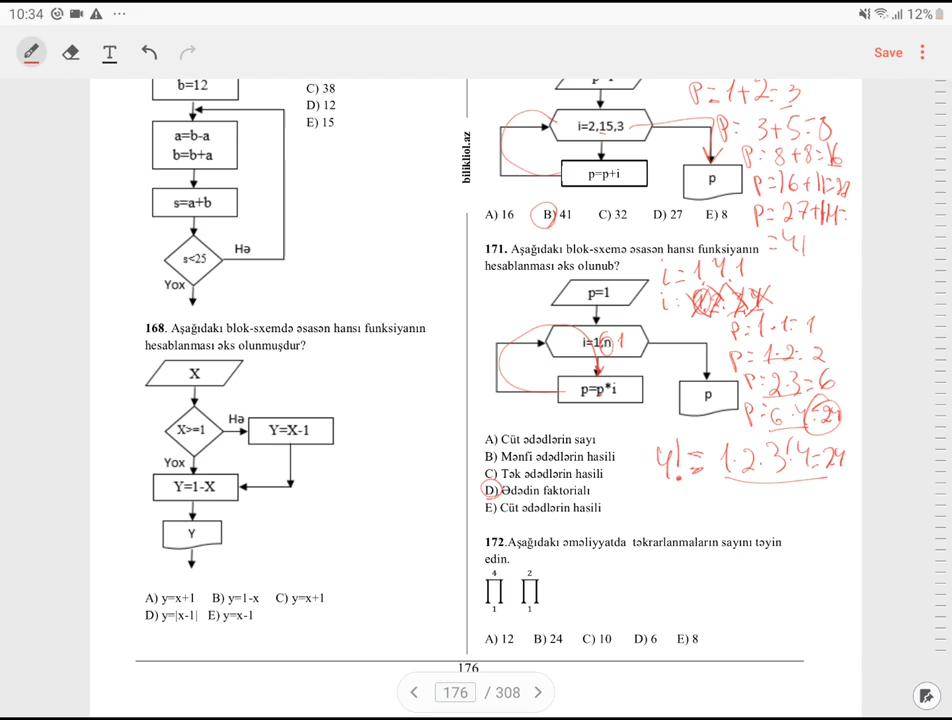 10:34
12%
T
Save
b=12
C) 38
D) 12
E) 15
a=b-a
b=b+a
s=a+b
s<25
Hə
Yox
168. Aşağıdakı blok-sxemdə əsasən hansı funksiyanın
hesablanması əks olunmuşdur?
X
X>=1
Hə
Y=X-1
Yox
Y=1-X
Y
A) y=x+1 B) y=1-x C) y=x+1
D) y=|x-1| E) y=x-1
bilikliol.az
i=2,15,3
p=p+i
p
P=1+2=3
P= 3+5=8
P=8+8=16
P=16+11=27
P=27+14=
=41
A) 16 B) 41 C) 32 D) 27 E) 8
171. Aşağıdakı blok-sxemə əsasən hansı funksiyanın
hesablanması əks olunub?
p=1
i=1,n
p=p*i
p
i=1,4,1
P=1·1=1
P=1·2=2
P=2·3=6
P=6·4=24
4!=1·2·3·4=24
A) Cüt ədədlərin sayı
B) Mənfi ədədlərin hasili
C) Tək ədədlərin hasili
D) Ədədin faktorialı
E) Cüt ədədlərin hasili
172.Aşağıdakı əməliyyatda təkrarlanmaların sayını təyin
edin.
4 2
∏ ∏
1 1
A) 12 B) 24 C) 10 D) 6 E) 8
176
176 / 308